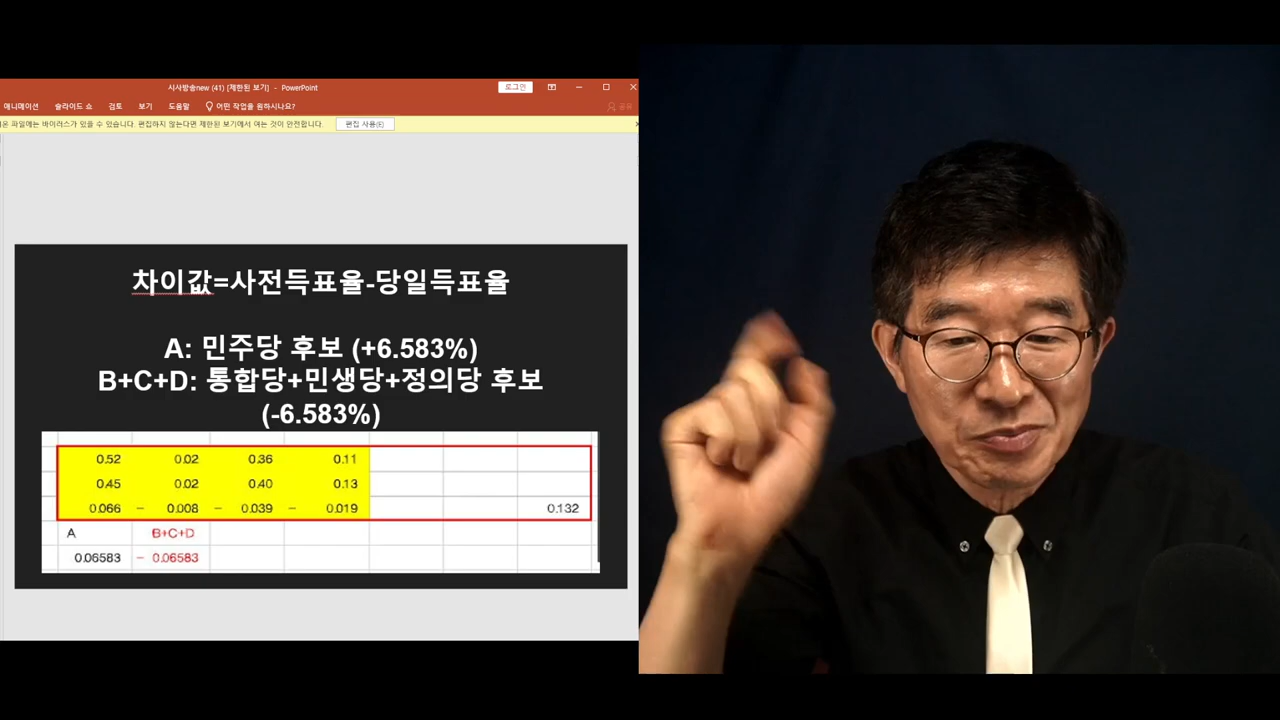 시사방송new (41) [제한된 보기] - PowerPoint
로그인
애니메이션 슬라이드 쇼 검토 보기 도움말 어떤 작업을 원하시나요? 공유
파일에는 바이러스가 있을 수 있습니다. 편집하지 않는다면 제한된 보기에서 여는 것이 안전합니다. 편집 사용(E)
차이값=사전득표율-당일득표율
A: 민주당 후보 (+6.583%)
B+C+D: 통합당+민생당+정의당 후보
(-6.583%)
0.52 0.02 0.36 0.11
0.45 0.02 0.40 0.13
0.066 - 0.008 - 0.039 - 0.019 0.132
A B+C+D
0.06583 - 0.06583